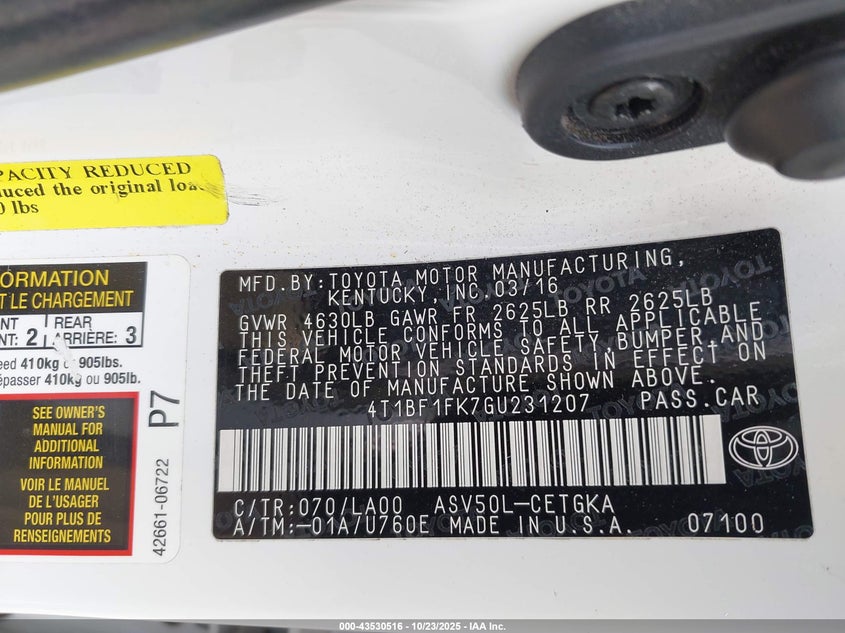 PACITY REDUCED
duced the original loa
0 lbs
ORMATION
T LE CHARGEMENT
NT 2 REAR 3
NT: ARRIÈRE:
eed 410kg o 905lbs.
épasser 410kg ou 905lb.
SEE OWNER'S
MANUAL FOR
ADDITIONAL
INFORMATION
VOIR LE MANUEL
DE L'USAGER
POUR PLUS DE
RENSEIGNEMENTS
P7
42661-06722
MFD.BY:TOYOTA MOTOR MANUFACTURING,
KENTUCKY,INC.03/16
GVWR 4630LB GAWR FR 2625LB RR 2625LB
THIS VEHICLE CONFORMS TO ALL APPLICABLE
FEDERAL MOTOR VEHICLE SAFETY,BUMPER,AND
THEFT PREVENTION STANDARDS IN EFFECT ON
THE DATE OF MANUFACTURE SHOWN ABOVE.
4T1BF1FK7GU231207 PASS.CAR
C/TR:070/LA00 ASV50L-CETGKA
A/TM:-01A/U760E MADE IN U.S.A. 07100
000-43530516 | 10/23/2025 – IAA Inc.